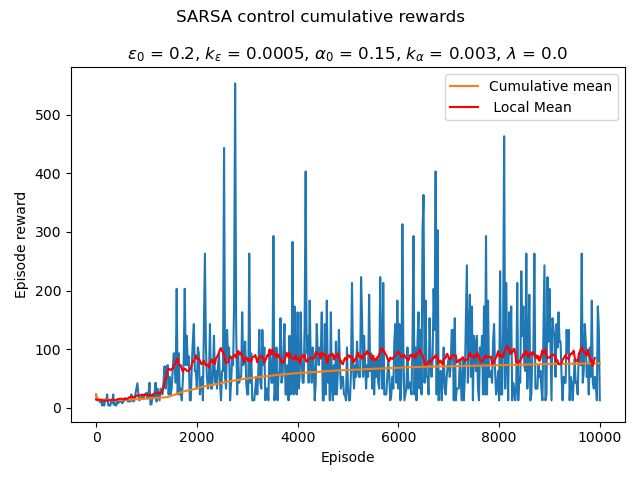 SARSA control cumulative rewards
ε₀ = 0.2, kε = 0.0005, α₀ = 0.15, kα = 0.003, λ = 0.0
Cumulative mean
Local Mean
Episode reward
500
400
300
200
100
0
0 2000 4000 6000 8000 10000
Episode